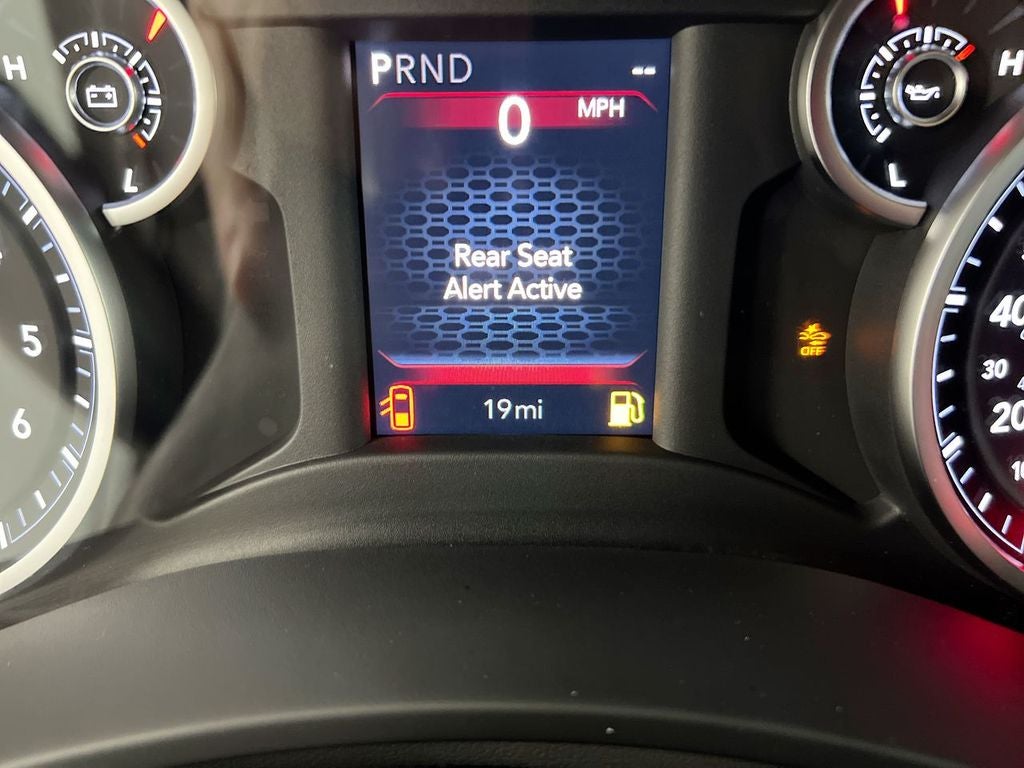 PRND --
0 MPH
Rear Seat
Alert Active
19mi
H
L
5
6
H
L
OFF
40
30
20